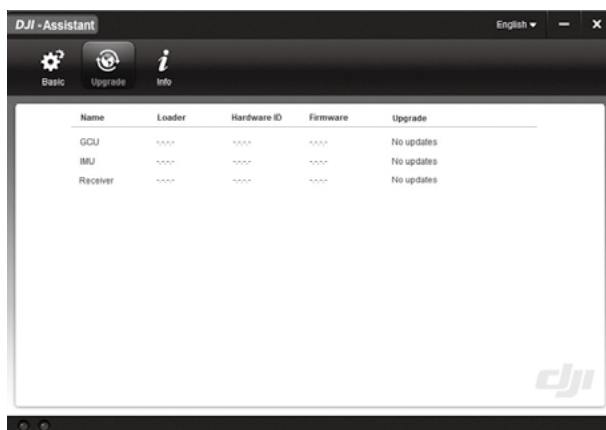 DJI - Assistant English
Basic Upgrade Info
Name Loader Hardware ID Firmware Upgrade
GCU -.-.-.- -.-.-.- -.-.-.- No updates
IMU -.-.-.- -.-.-.- -.-.-.- No updates
Receiver -.-.-.- -.-.-.- -.-.-.- No updates
dji